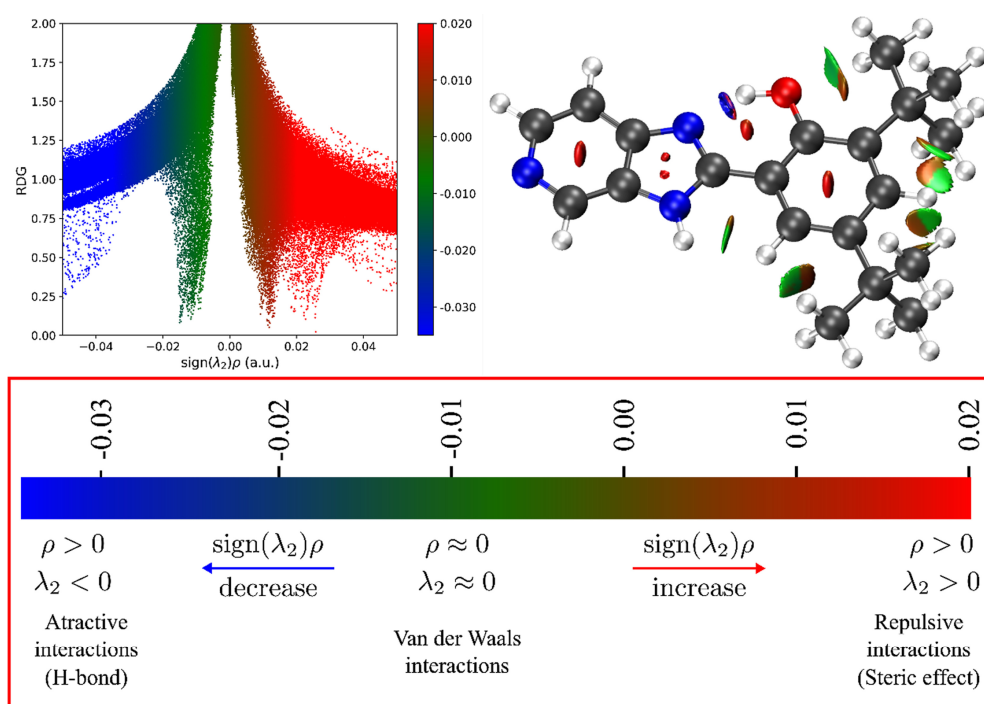 2.00
1.75
1.50
1.25
1.00
0.75
0.50
0.25
0.00
RDG
−0.04
−0.02
0.00
0.02
0.04
sign(λ₂)ρ (a.u.)
0.020
0.010
0.000
-0.010
-0.020
-0.030
-0.03
-0.02
-0.01
0.00
0.01
0.02
ρ > 0
λ₂ < 0
Atractive
interactions
(H-bond)
sign(λ₂)ρ
decrease
ρ ≈ 0
λ₂ ≈ 0
Van der Waals
interactions
sign(λ₂)ρ
increase
ρ > 0
λ₂ > 0
Repulsive
interactions
(Steric effect)